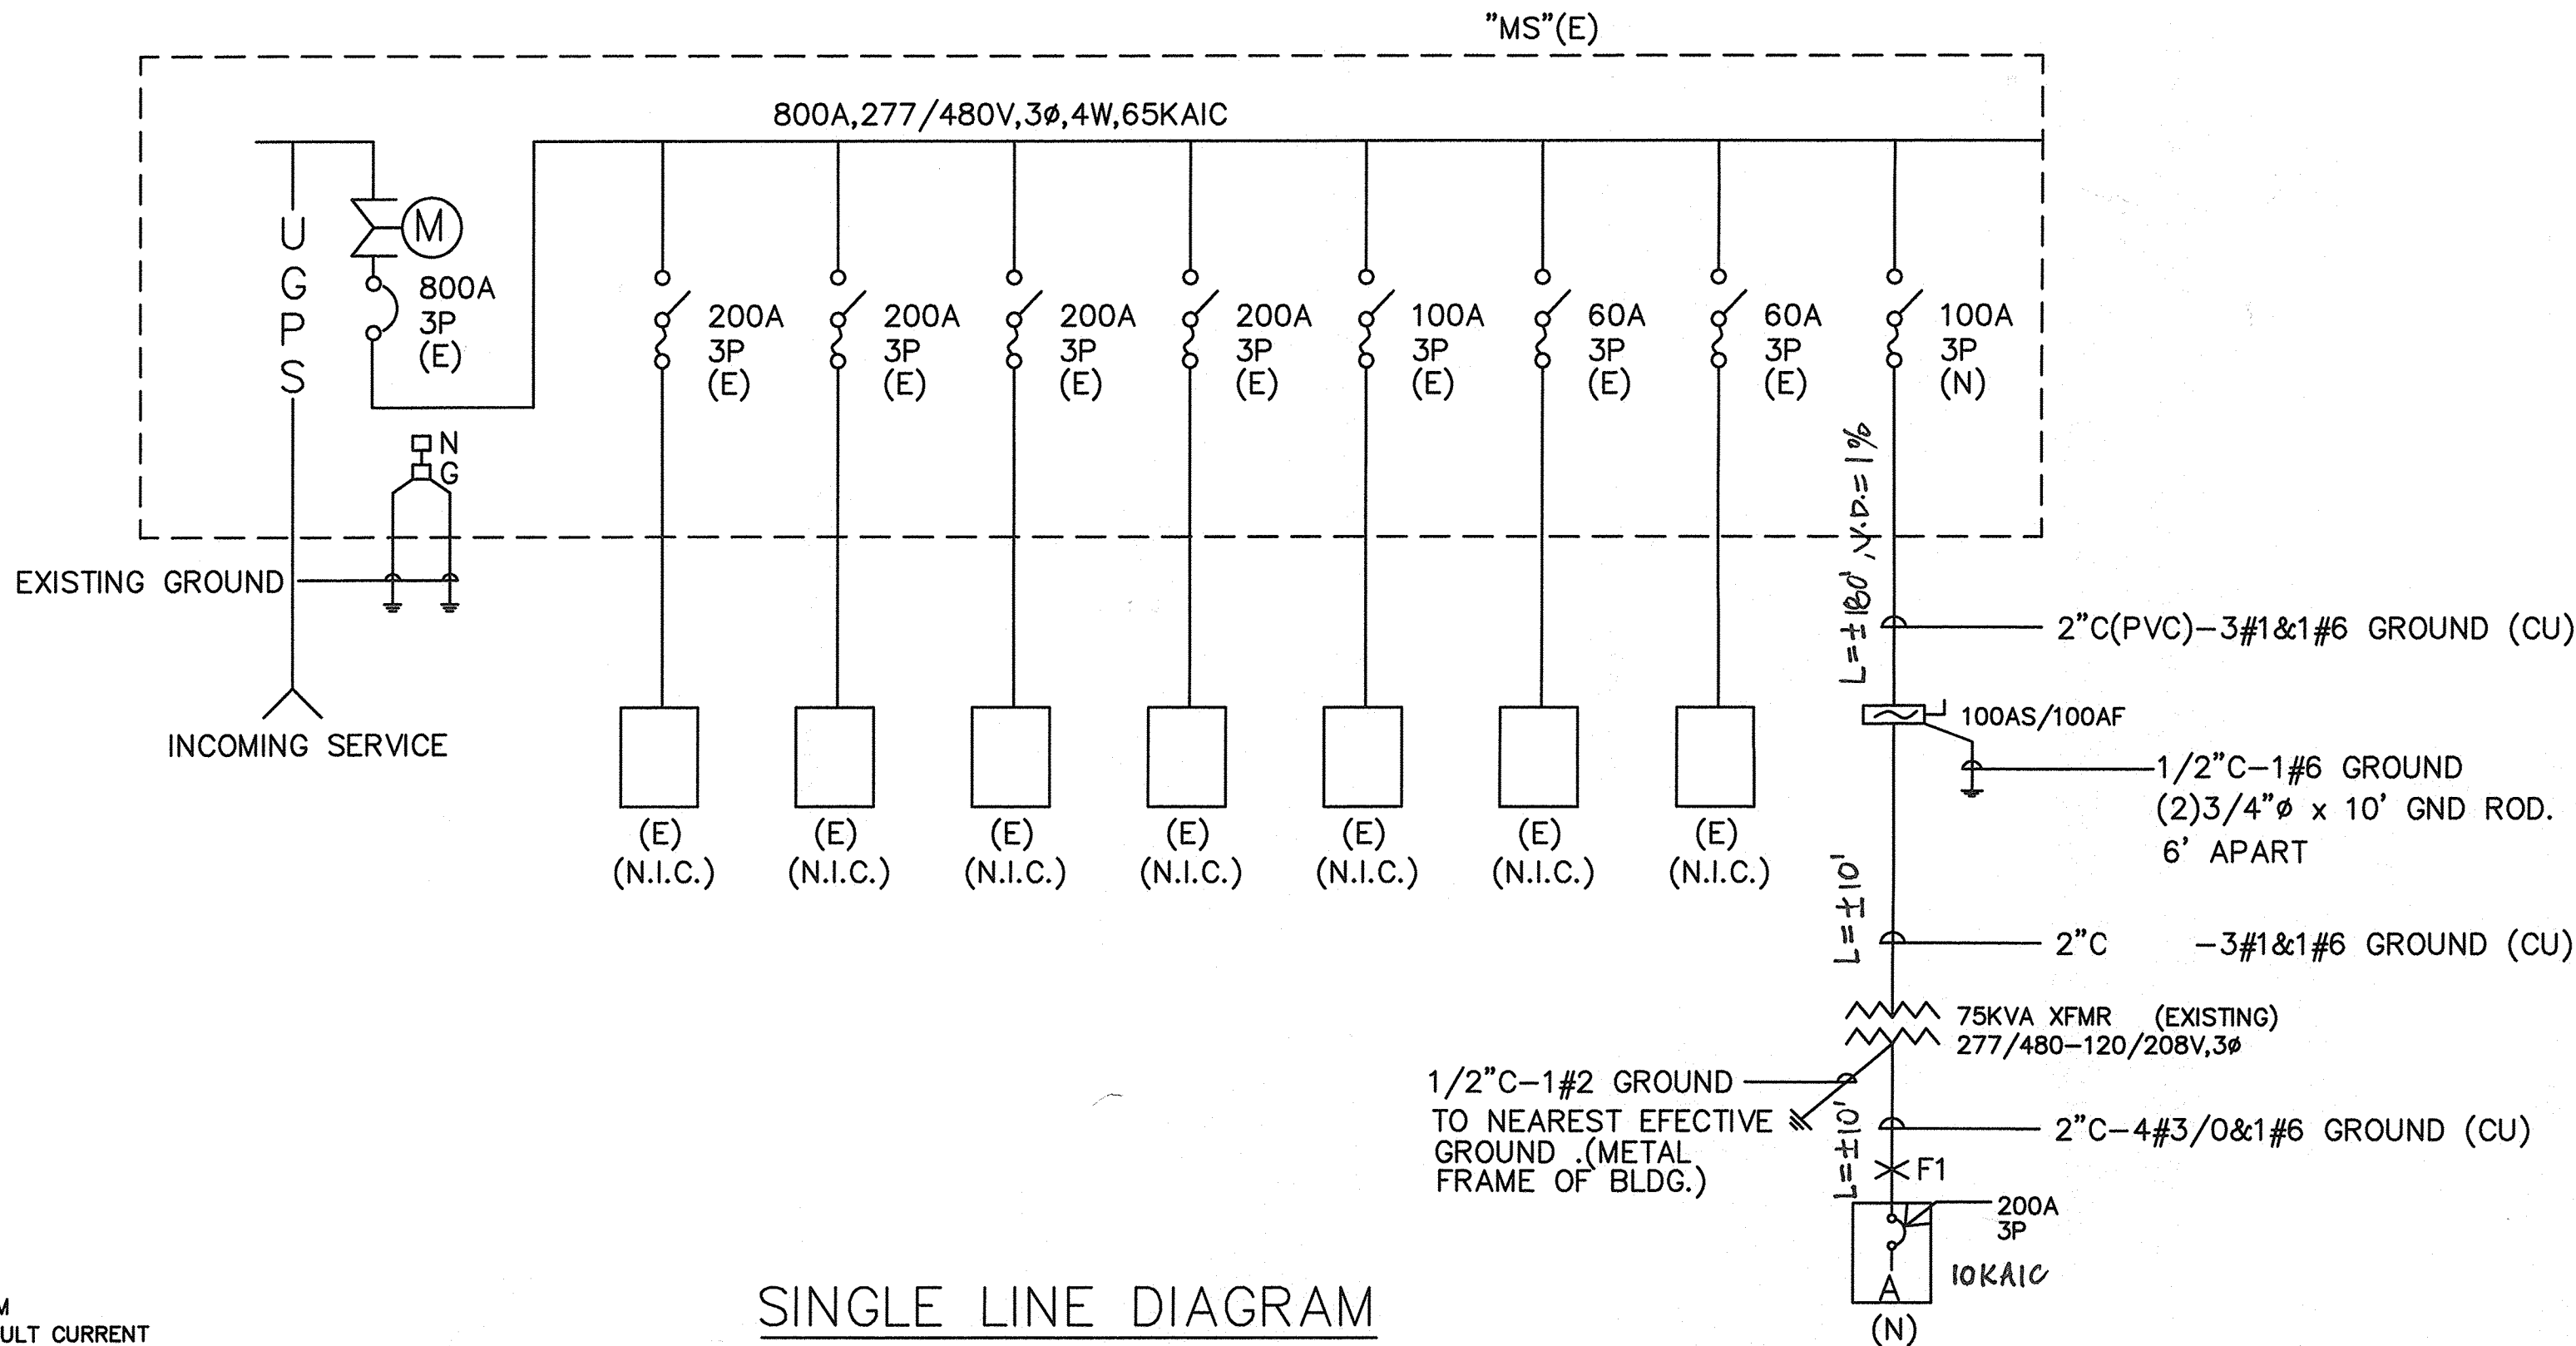 "MS"(E)
800A,277/480V,3ø,4W,65KAIC
UGPS
M
800A
3P
(E)
200A
3P
(E)
200A
3P
(E)
200A
3P
(E)
200A
3P
(E)
100A
3P
(E)
60A
3P
(E)
60A
3P
(E)
100A
3P
(N)
N
G
EXISTING GROUND
INCOMING SERVICE
L=±180', V.D.=1%
2"C(PVC)-3#1&1#6 GROUND (CU)
100AS/100AF
1/2"C-1#6 GROUND
(2)3/4"ø x 10' GND ROD.
6' APART
(E)
(N.I.C.)
(E)
(N.I.C.)
(E)
(N.I.C.)
(E)
(N.I.C.)
(E)
(N.I.C.)
(E)
(N.I.C.)
(E)
(N.I.C.)
L=±10'
2"C -3#1&1#6 GROUND (CU)
75KVA XFMR (EXISTING)
277/480-120/208V,3ø
1/2"C-1#2 GROUND
TO NEAREST EFECTIVE
GROUND .(METAL
FRAME OF BLDG.)
L=±10'
2"C-4#3/0&1#6 GROUND (CU)
F1
200A
3P
10KAIC
A
(N)
SINGLE LINE DIAGRAM
M
ULT CURRENT